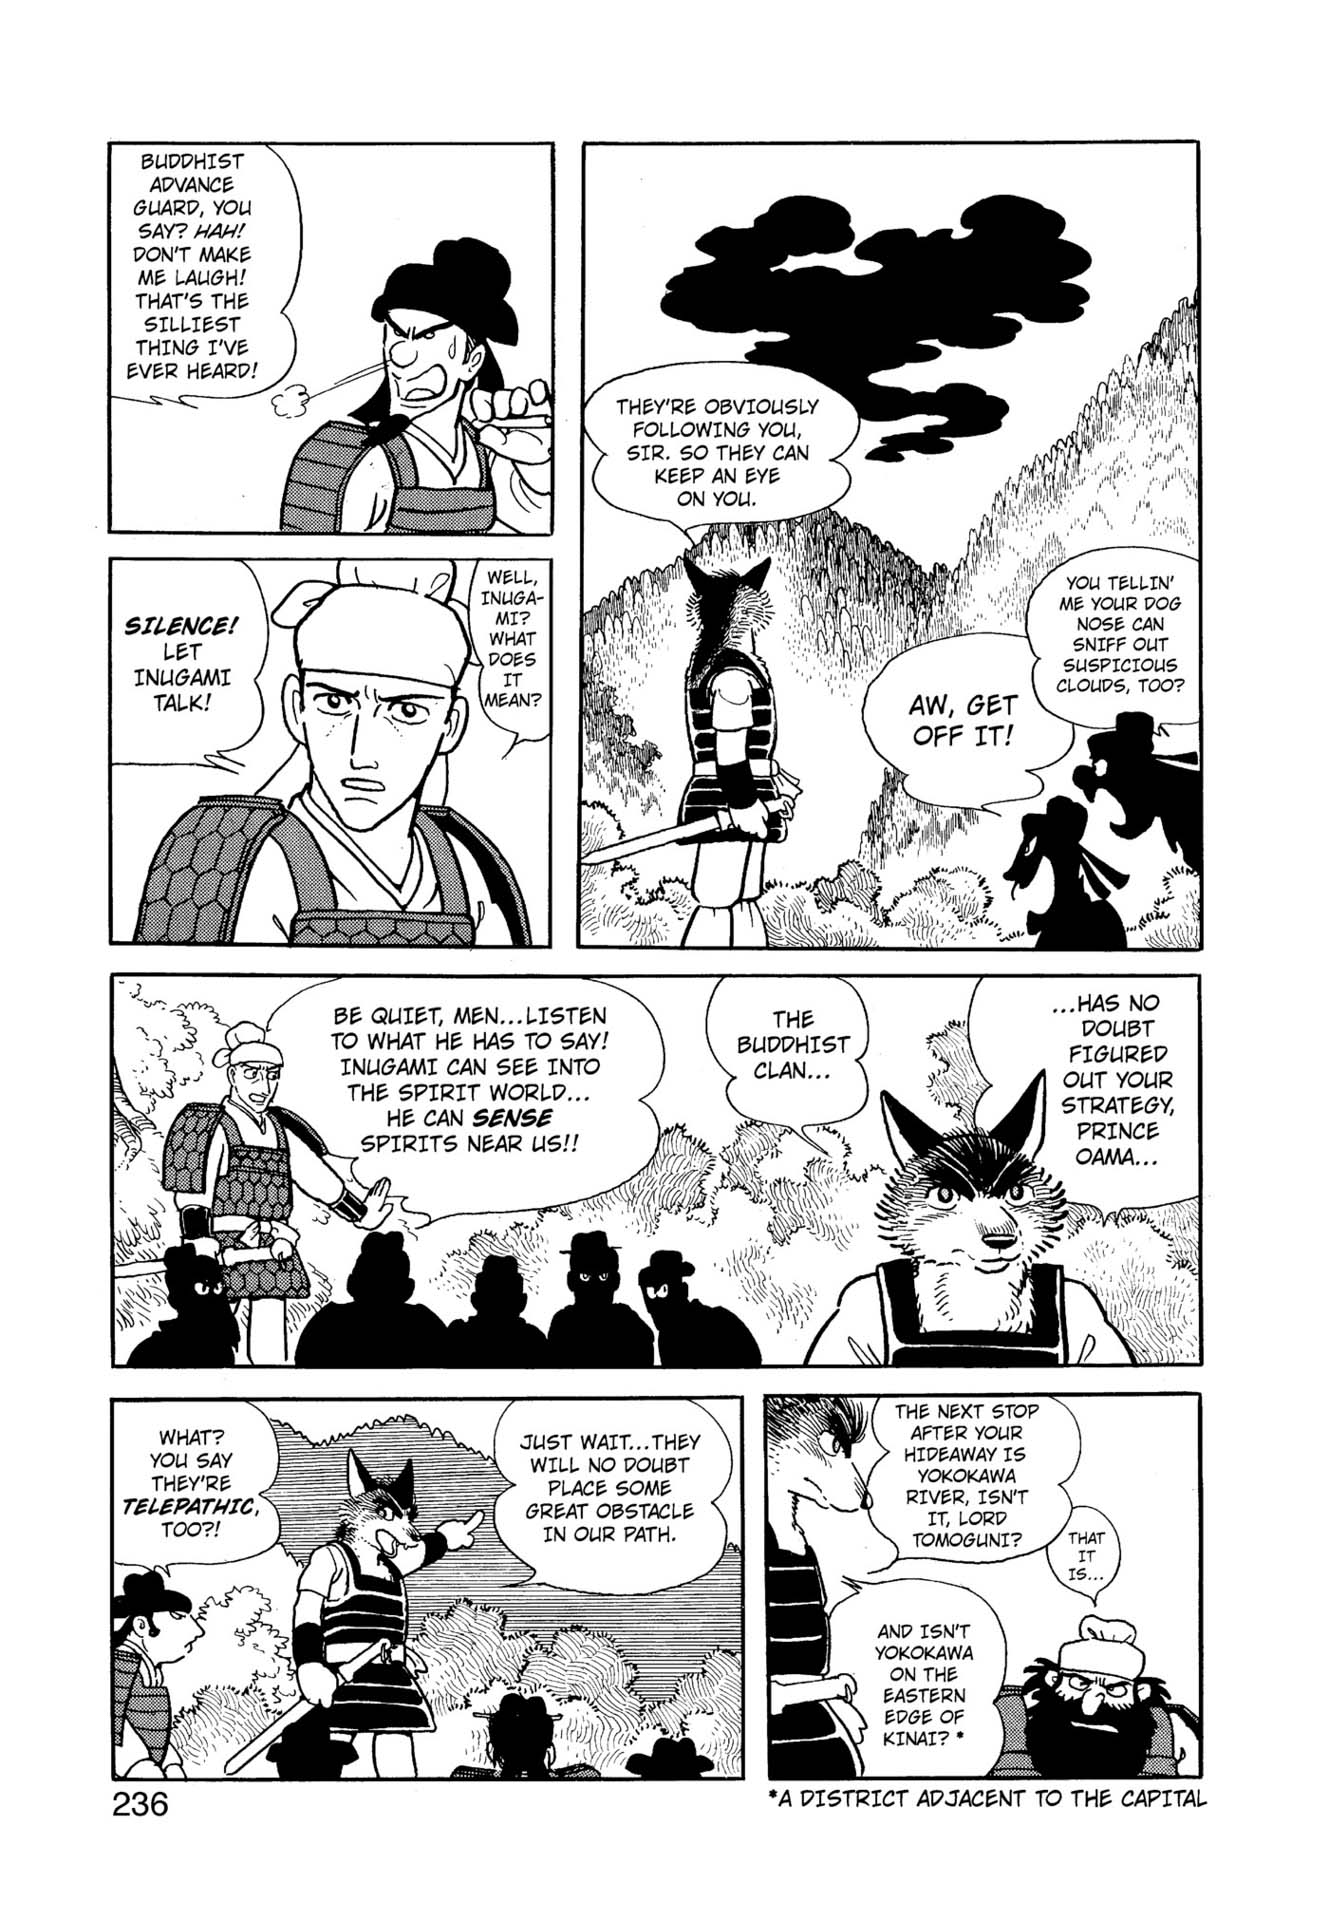 BUDDHIST
ADVANCE
GUARD, YOU
SAY? HAH!
DON'T MAKE
ME LAUGH!
THAT'S THE
SILLIEST
THING I'VE
EVER HEARD!
THEY'RE OBVIOUSLY
FOLLOWING YOU,
SIR. SO THEY CAN
KEEP AN EYE
ON YOU.
YOU TELLIN'
ME YOUR DOG
NOSE CAN
SNIFF OUT
SUSPICIOUS
CLOUDS, TOO?
AW, GET
OFF IT!
SILENCE!
LET
INUGAMI
TALK!
WELL,
INUGA-
MI?
WHAT
DOES
IT
MEAN?
BE QUIET, MEN...LISTEN
TO WHAT HE HAS TO SAY!
INUGAMI CAN SEE INTO
THE SPIRIT WORLD...
HE CAN SENSE
SPIRITS NEAR US!!
THE
BUDDHIST
CLAN...
...HAS NO
DOUBT
FIGURED
OUT YOUR
STRATEGY,
PRINCE
OAMA...
WHAT?
YOU SAY
THEY'RE
TELEPATHIC,
TOO?!
JUST WAIT...THEY
WILL NO DOUBT
PLACE SOME
GREAT OBSTACLE
IN OUR PATH.
THE NEXT STOP
AFTER YOUR
HIDEAWAY IS
YOKOKAWA
RIVER, ISN'T
IT, LORD
TOMOGUNI?
THAT
IT
IS...
AND ISN'T
YOKOKAWA
ON THE
EASTERN
EDGE OF
KINAI? *
*A DISTRICT ADJACENT TO THE CAPITAL
236